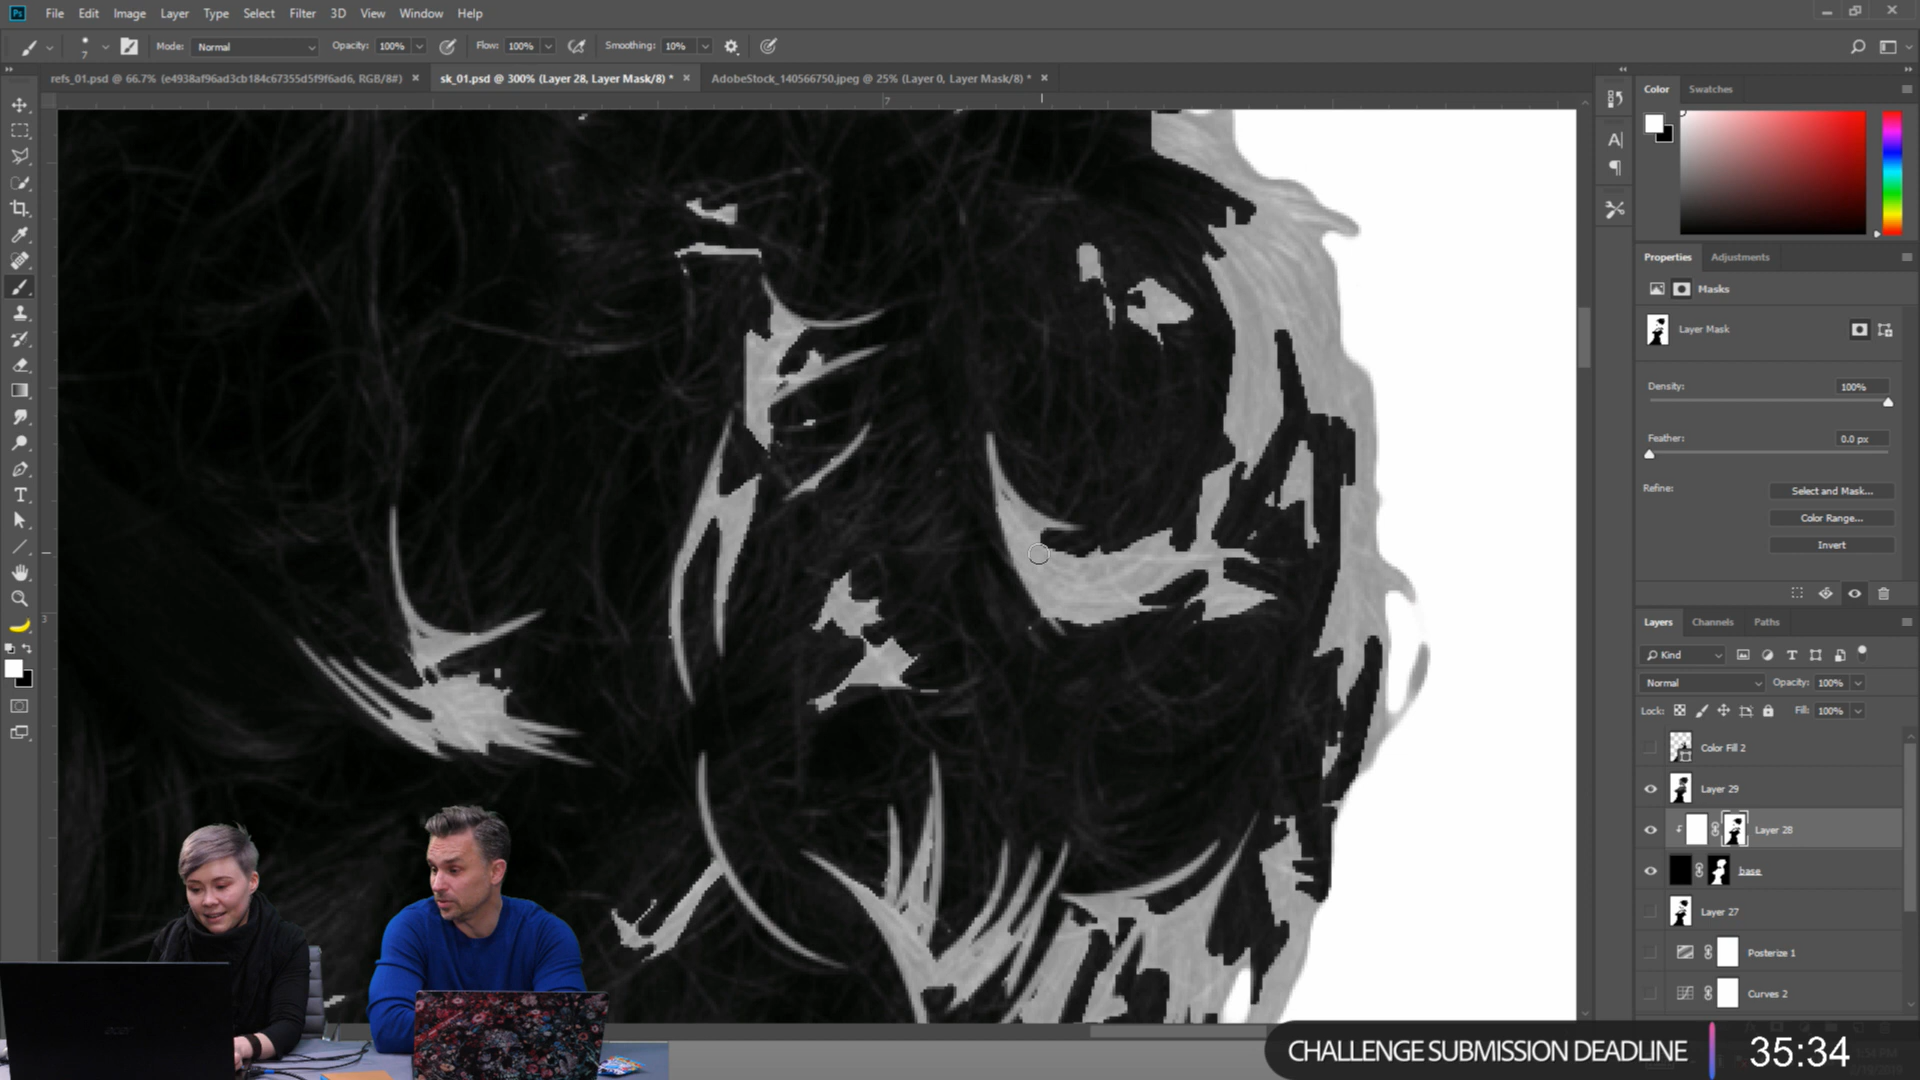 Ps File Edit Image Layer Type Select Filter 3D View Window Help
7 Mode: Normal Opacity: 100% Flow: 100% Smoothing: 10%
refs_01.psd @ 66.7% (e4938af96ad3cb184c67355d5f9f6ad6, RGB/8#) ×
sk_01.psd @ 300% (Layer 28, Layer Mask/8) * ×
AdobeStock_140566750.jpeg @ 25% (Layer 0, Layer Mask/8) * ×
7
3
Color Swatches
Properties Adjustments
Masks
Layer Mask
Density: 100%
Feather: 0.0 px
Refine: Select and Mask...
Color Range...
Invert
Layers Channels Paths
Kind
Normal Opacity: 100%
Lock: Fill: 100%
Color Fill 2
Layer 29
Layer 28
base
Layer 27
Posterize 1
Curves 2
CHALLENGE SUBMISSION DEADLINE 35:34